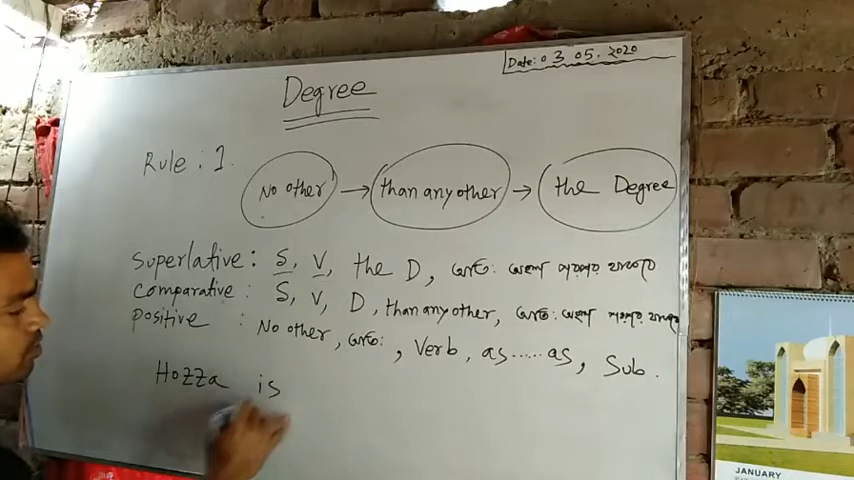 Date: 03.05.2020
Degree
Rule: 1. No other → than any other → the Degree
Superlative: S, V, the D,
Comparative: S, V, D, than any other,
Positive: No other, , Verb, as.....as, Sub.
Hozza is
JANUARY